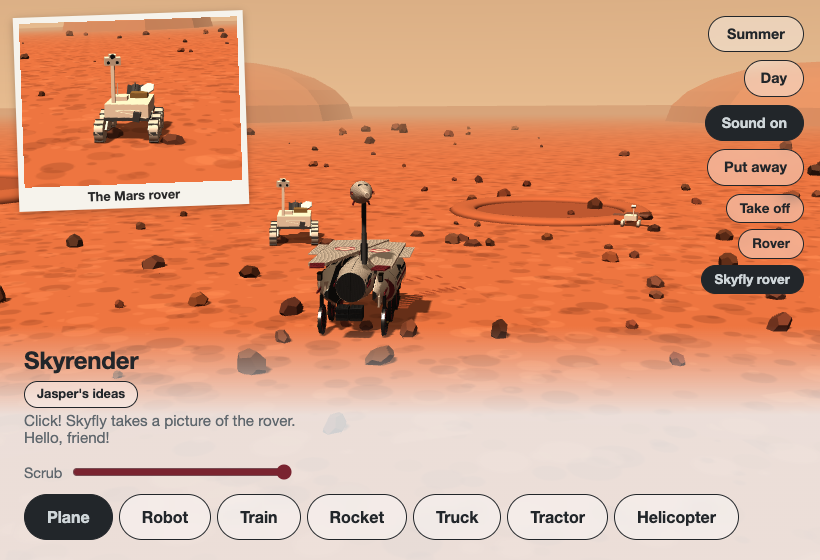 The Mars rover
Summer
Day
Sound on
Put away
Take off
Rover
Skyfly rover
Skyrender
Jasper's ideas
Click! Skyfly takes a picture of the rover.
Hello, friend!
Scrub
Plane
Robot
Train
Rocket
Truck
Tractor
Helicopter